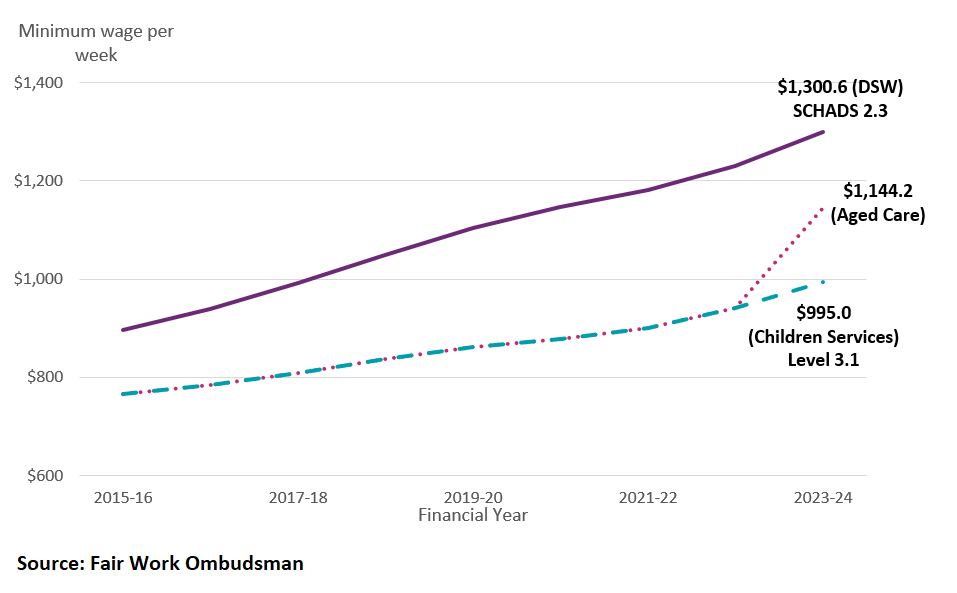 Minimum wage per
week
$1,400
$1,200
$1,000
$800
$600
$1,300.6 (DSW)
SCHADS 2.3
$1,144.2
(Aged Care)
$995.0
(Children Services)
Level 3.1
2015-16
2017-18
2019-20
2021-22
2023-24
Financial Year
Source: Fair Work Ombudsman